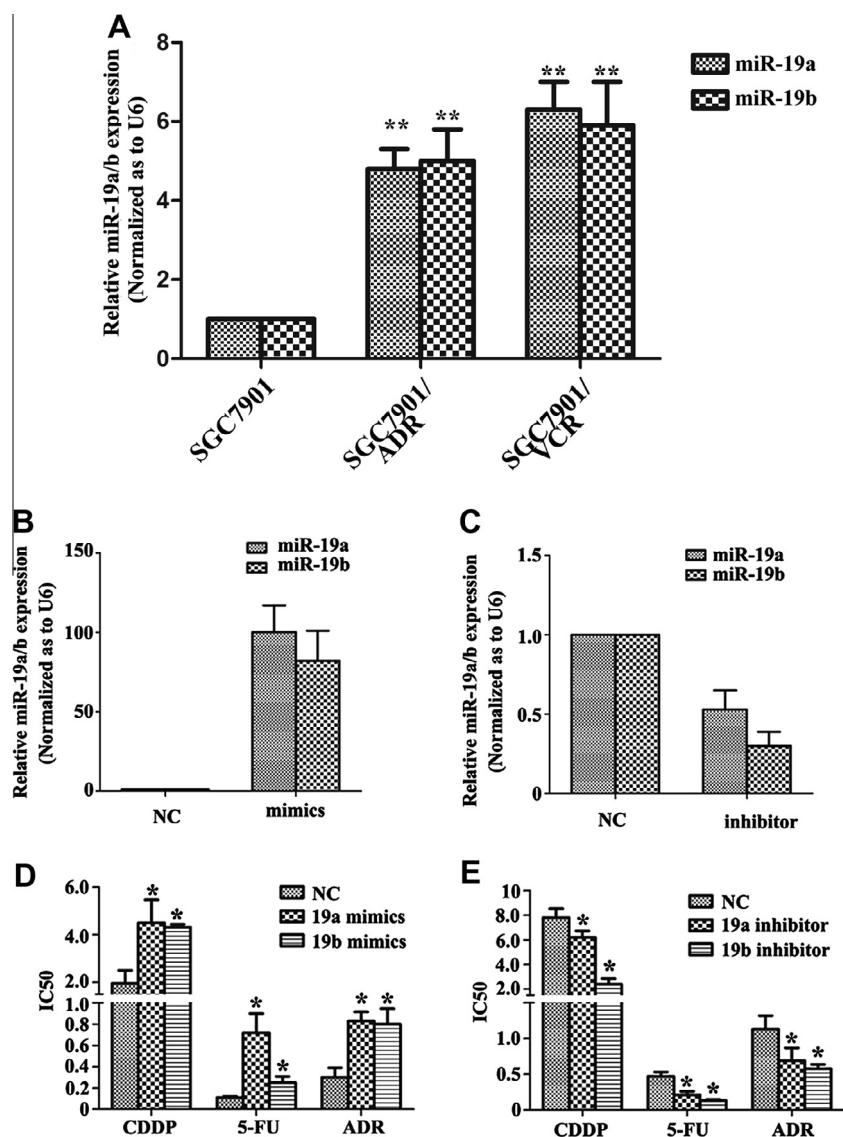 A
Relative miR-19a/b expression
(Normalized as to U6)
8
6
4
2
0
**
**
**
**
miR-19a
miR-19b
SGC7901
SGC7901/
ADR
SGC7901/
VCR
B
Relative miR-19a/b expression
(Normalized as to U6)
150
100
50
0
miR-19a
miR-19b
NC
mimics
C
Relative miR-19a/b expression
(Normalized as to U6)
1.5
1.0
0.5
0
miR-19a
miR-19b
NC
inhibitor
D
IC50
6.0
4.0
2.0
1.0
0.8
0.6
0.4
0.2
0
*
*
*
*
*
*
NC
19a mimics
19b mimics
CDDP
5-FU
ADR
E
IC50
10
8.0
6.0
4.0
2.0
1.0
0.5
0
*
*
*
*
*
*
NC
19a inhibitor
19b inhibitor
CDDP
5-FU
ADR